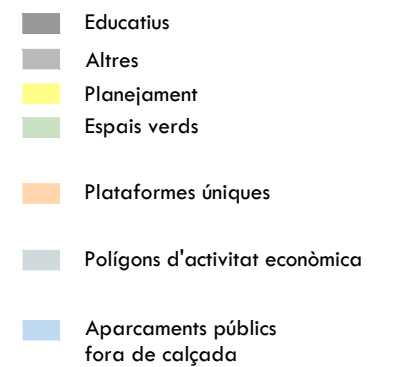 Educatius
Altres
Planejament
Espais verds
Plataformes úniques
Polígons d'activitat econòmica
Aparcaments públics
fora de calçada